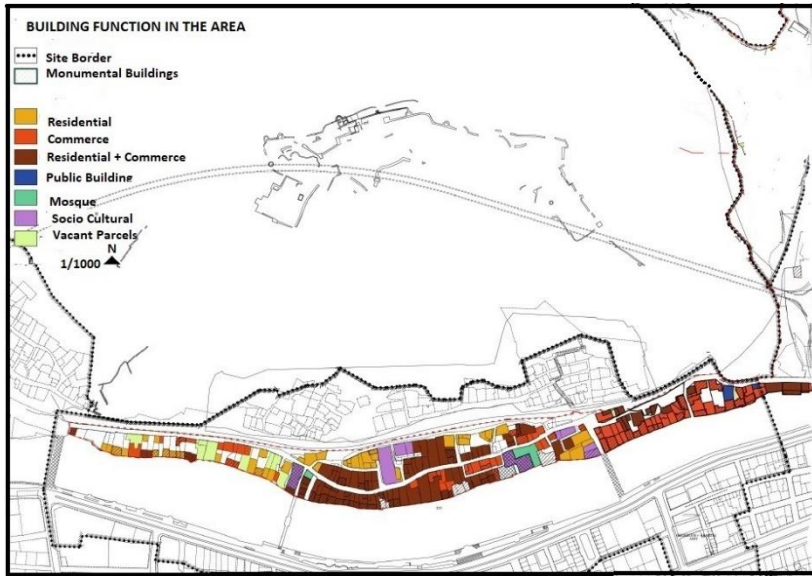 BUILDING FUNCTION IN THE AREA
Site Border
Monumental Buildings
Residential
Commerce
Residential + Commerce
Public Building
Mosque
Socio Cultural
Vacant Parcels
N
1/1000